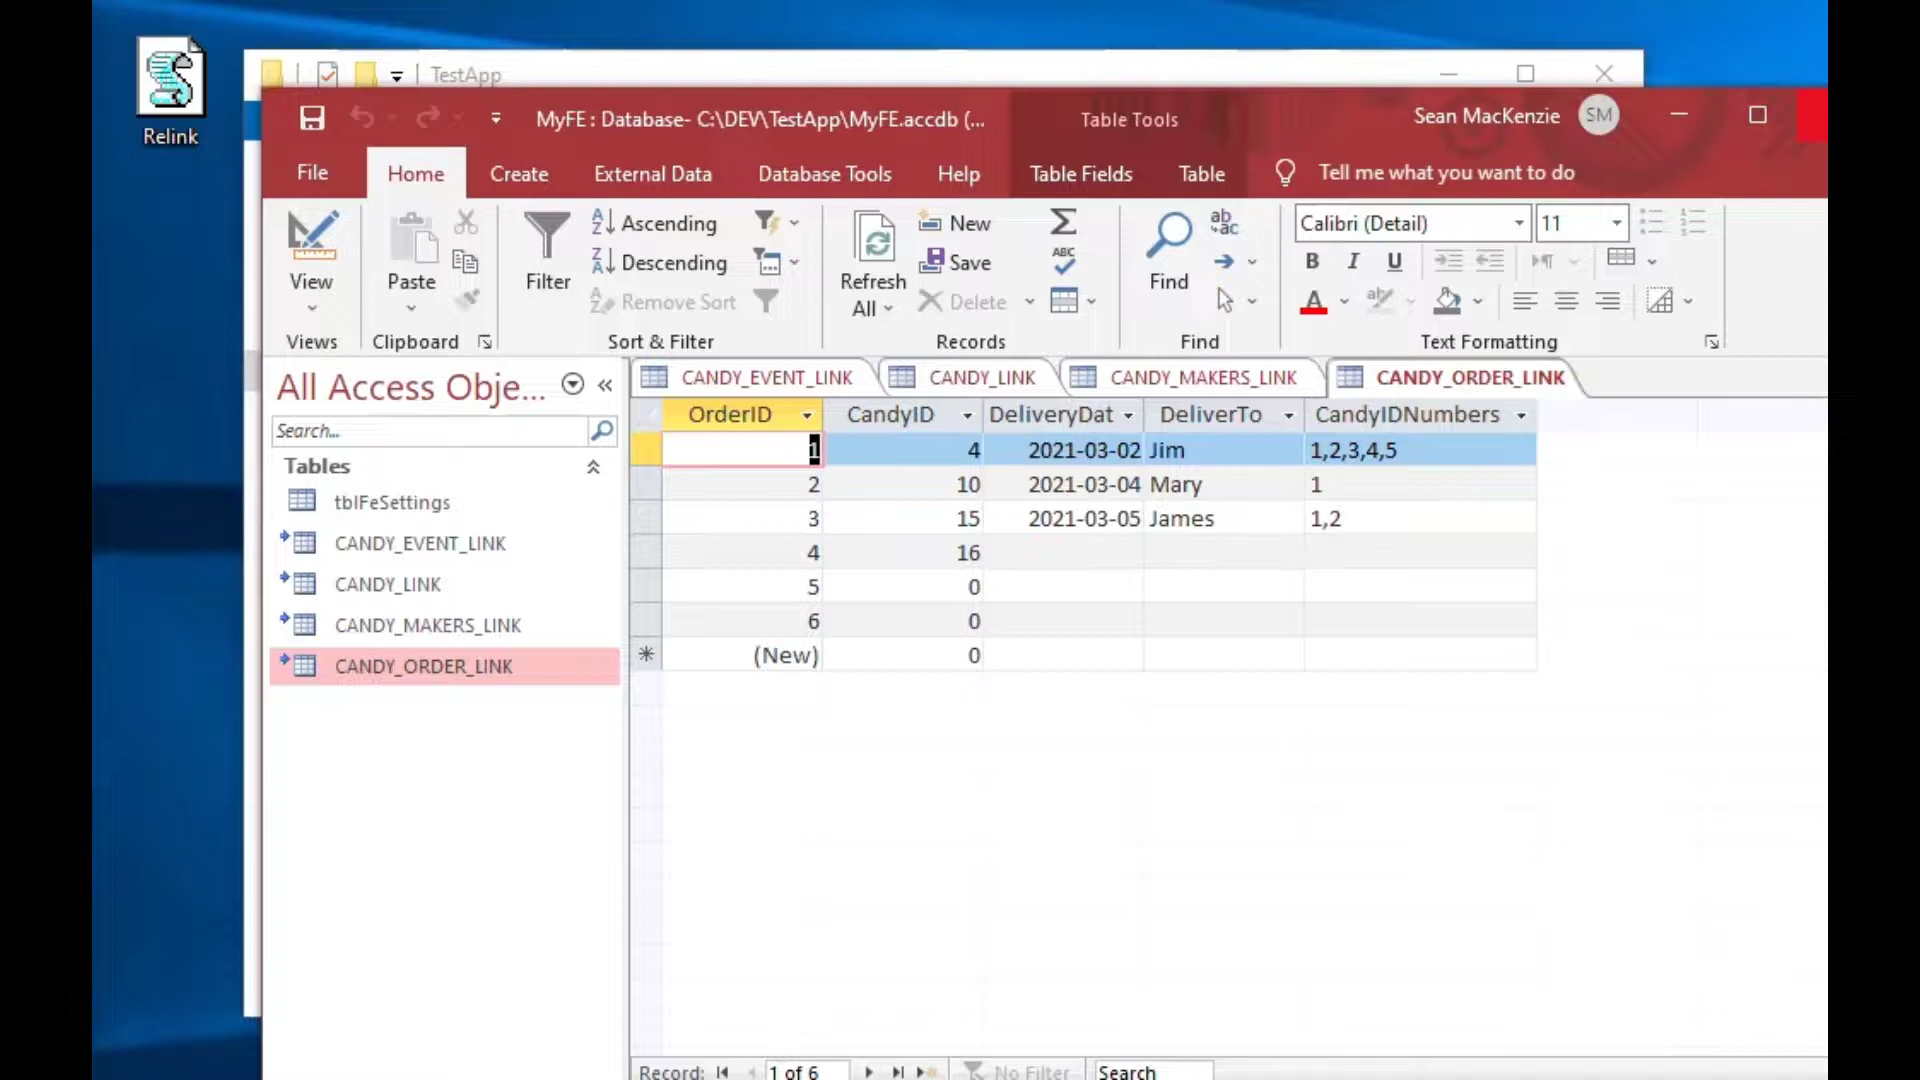 TestApp
Relink
MyFE : Database- C:\DEV\TestApp\MyFE.accdb (...
Table Tools
Sean MacKenzie
SM
File
Home
Create
External Data
Database Tools
Help
Table Fields
Table
Tell me what you want to do
View
Views
Paste
Clipboard
Filter
Ascending
Descending
Remove Sort
Sort & Filter
Refresh
All
New
Save
Delete
Records
Find
Find
Calibri (Detail)
11
B I U
Text Formatting
All Access Obje...
Search...
Tables
tblFeSettings
CANDY_EVENT_LINK
CANDY_LINK
CANDY_MAKERS_LINK
CANDY_ORDER_LINK
CANDY_EVENT_LINK CANDY_LINK CANDY_MAKERS_LINK CANDY_ORDER_LINK
OrderID CandyID DeliveryDat DeliverTo CandyIDNumbers
1 4 2021-03-02 Jim 1,2,3,4,5
2 10 2021-03-04 Mary 1
3 15 2021-03-05 James 1,2
4 16
5 0
6 0
(New) 0
Record: 1 of 6 No Filter Search